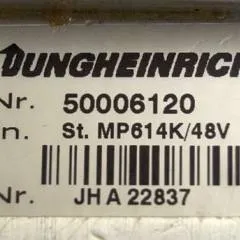 JUNGHEINRICH
Nr. 50006120
n. St. MP614K/48V
Nr. JH A 22837